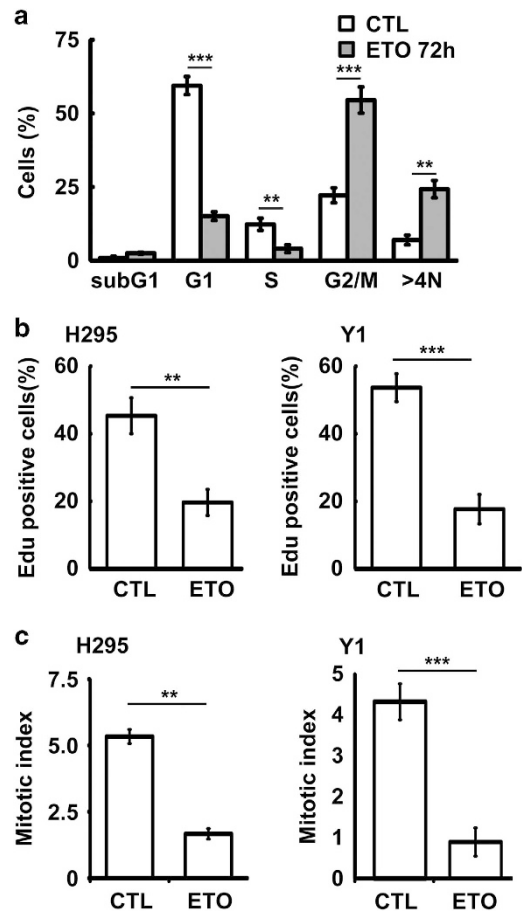 a
CTL
ETO 72h
Cells (%)
75
50
25
0
***
***
**
**
subG1 G1 S G2/M >4N
b
H295
Edu positive cells(%)
60
40
20
0
**
CTL ETO
Y1
Edu positive cells(%)
60
40
20
0
***
CTL ETO
c
H295
Mitotic index
7.5
5.0
2.5
0
**
CTL ETO
Y1
Mitotic index
5
4
3
2
1
0
***
CTL ETO